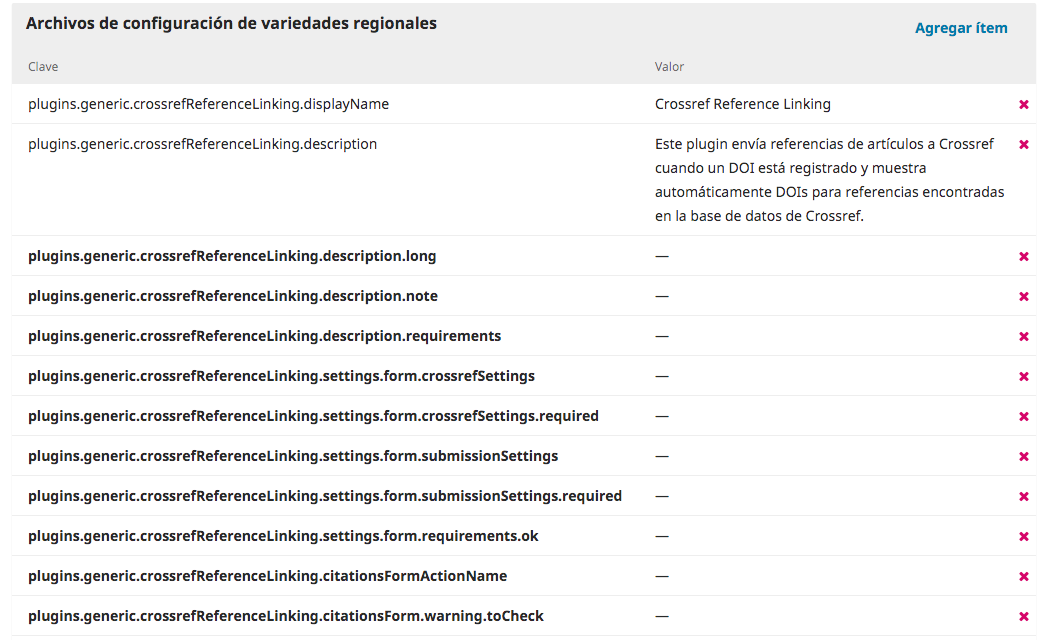 Archivos de configuración de variedades regionales
Agregar ítem
Clave Valor
plugins.generic.crossrefReferenceLinking.displayName Crossref Reference Linking
plugins.generic.crossrefReferenceLinking.description Este plugin envía referencias de artículos a Crossref
cuando un DOI está registrado y muestra
automáticamente DOIs para referencias encontradas
en la base de datos de Crossref.
plugins.generic.crossrefReferenceLinking.description.long —
plugins.generic.crossrefReferenceLinking.description.note —
plugins.generic.crossrefReferenceLinking.description.requirements —
plugins.generic.crossrefReferenceLinking.settings.form.crossrefSettings —
plugins.generic.crossrefReferenceLinking.settings.form.crossrefSettings.required —
plugins.generic.crossrefReferenceLinking.settings.form.submissionSettings —
plugins.generic.crossrefReferenceLinking.settings.form.submissionSettings.required —
plugins.generic.crossrefReferenceLinking.settings.form.requirements.ok —
plugins.generic.crossrefReferenceLinking.citationsFormActionName —
plugins.generic.crossrefReferenceLinking.citationsForm.warning.toCheck —